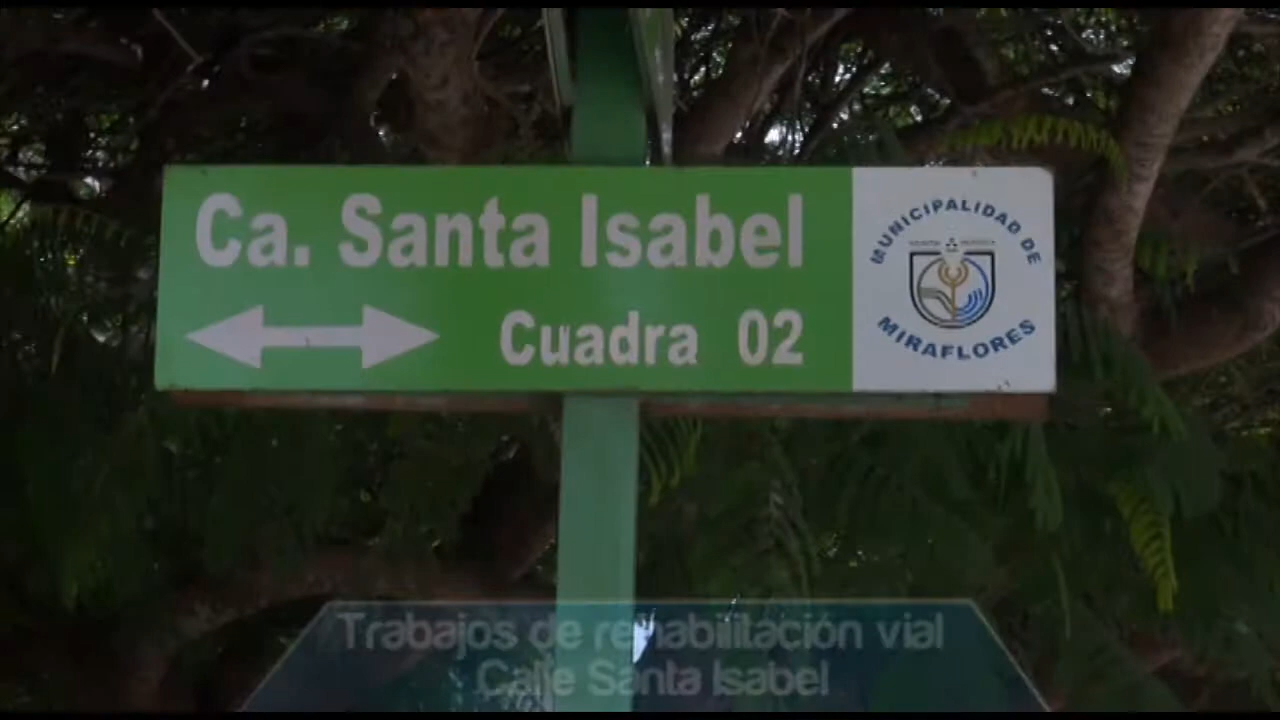 Ca. Santa Isabel
Cuadra 02
MUNICIPALIDAD DE
MIRAFLORES
Trabajos de rehabilitación vial
Calle Santa Isabel